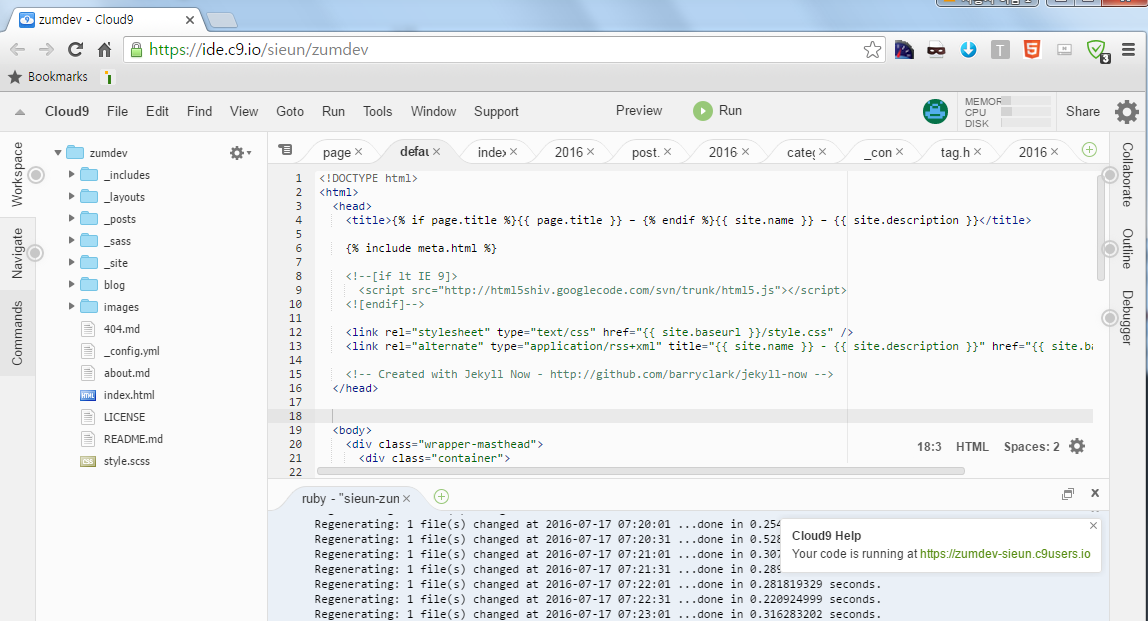 zumdev - Cloud9
https://ide.c9.io/sieun/zumdev
T
3
Bookmarks
Cloud9 File Edit Find View Goto Run Tools Window Support Preview Run
MEMOR
CPU
DISK
Share
Workspace
Navigate
Commands
zumdev
_includes
_layouts
_posts
_sass
_site
blog
images
404.md
_config.yml
about.md
index.html
LICENSE
README.md
style.scss
page defau index 2016 post. 2016 categ _con tag.h 2016
1 <!DOCTYPE html>
2 <html>
3 <head>
4 <title>{% if page.title %}{{ page.title }} – {% endif %}{{ site.name }} – {{ site.description }}</title>
5
6 {% include meta.html %}
7
8 <!--[if lt IE 9]>
9 <script src="http://html5shiv.googlecode.com/svn/trunk/html5.js"></script>
10 <![endif]-->
11
12 <link rel="stylesheet" type="text/css" href="{{ site.baseurl }}/style.css" />
13 <link rel="alternate" type="application/rss+xml" title="{{ site.name }} - {{ site.description }}" href="{{ site.ba
14
15 <!-- Created with Jekyll Now - http://github.com/barryclark/jekyll-now -->
16 </head>
17
18
19 <body>
20 <div class="wrapper-masthead">
21 <div class="container">
22
18:3 HTML Spaces: 2
Collaborate
Outline
Debugger
ruby - "sieun-zun
Regenerating: 1 file(s) changed at 2016-07-17 07:20:01 ...done in 0.254
Regenerating: 1 file(s) changed at 2016-07-17 07:20:31 ...done in 0.528
Regenerating: 1 file(s) changed at 2016-07-17 07:21:01 ...done in 0.307
Regenerating: 1 file(s) changed at 2016-07-17 07:21:31 ...done in 0.289
Regenerating: 1 file(s) changed at 2016-07-17 07:22:01 ...done in 0.281819329 seconds.
Regenerating: 1 file(s) changed at 2016-07-17 07:22:31 ...done in 0.220924999 seconds.
Regenerating: 1 file(s) changed at 2016-07-17 07:23:01 ...done in 0.316283202 seconds.
Cloud9 Help
Your code is running at https://zumdev-sieun.c9users.io